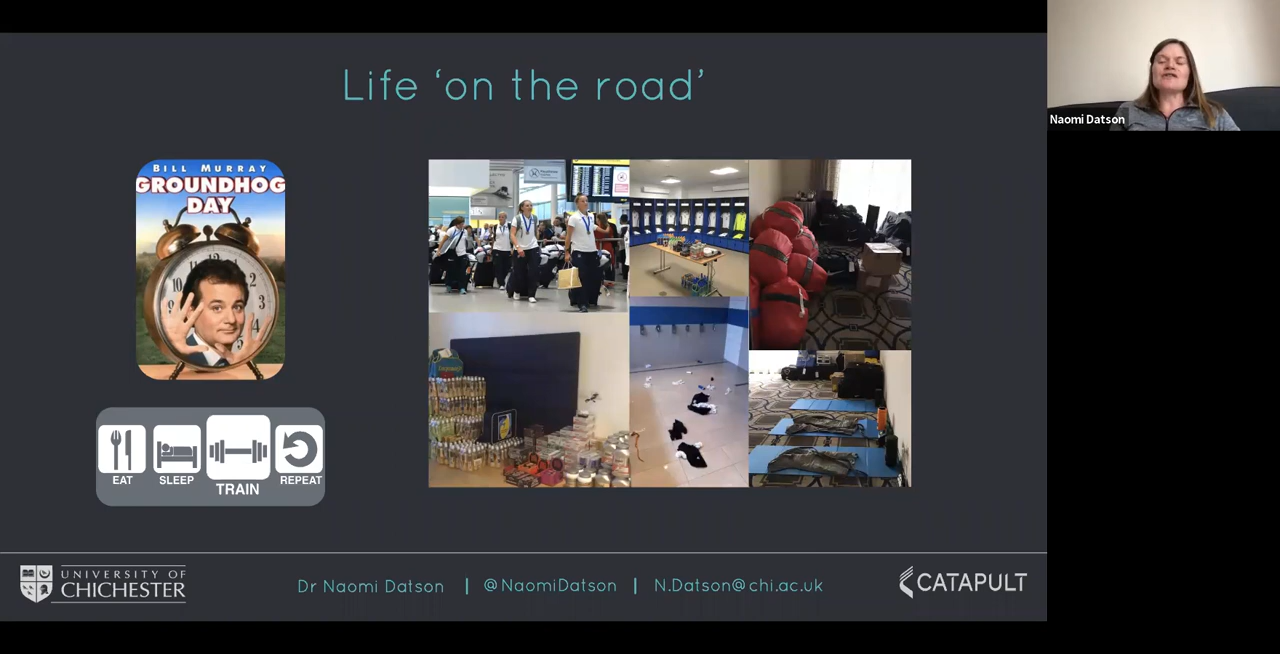 Life ‘on the road’
Naomi Datson
BILL MURRAY
GROUNDHOG
DAY
EAT
SLEEP
TRAIN
REPEAT
UNIVERSITY OF
CHICHESTER
Dr Naomi Datson | @NaomiDatson | N.Datson@chi.ac.uk
CATAPULT